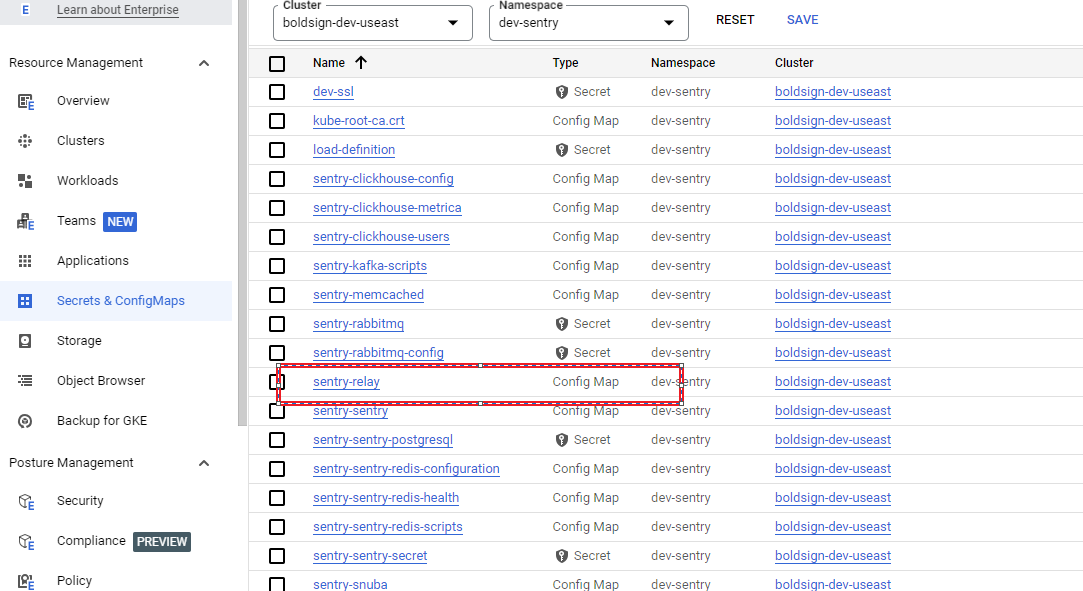 E Learn about Enterprise
Resource Management
Overview
Clusters
Workloads
Teams NEW
Applications
Secrets & ConfigMaps
Storage
Object Browser
Backup for GKE
Posture Management
Security
Compliance PREVIEW
Policy
Cluster
boldsign-dev-useast
Namespace
dev-sentry
RESET SAVE
Name Type Namespace Cluster
dev-ssl Secret dev-sentry boldsign-dev-useast
kube-root-ca.crt Config Map dev-sentry boldsign-dev-useast
load-definition Secret dev-sentry boldsign-dev-useast
sentry-clickhouse-config Config Map dev-sentry boldsign-dev-useast
sentry-clickhouse-metrica Config Map dev-sentry boldsign-dev-useast
sentry-clickhouse-users Config Map dev-sentry boldsign-dev-useast
sentry-kafka-scripts Config Map dev-sentry boldsign-dev-useast
sentry-memcached Config Map dev-sentry boldsign-dev-useast
sentry-rabbitmq Secret dev-sentry boldsign-dev-useast
sentry-rabbitmq-config Secret dev-sentry boldsign-dev-useast
sentry-relay Config Map dev-sentry boldsign-dev-useast
sentry-sentry Config Map dev-sentry boldsign-dev-useast
sentry-sentry-postgresql Secret dev-sentry boldsign-dev-useast
sentry-sentry-redis-configuration Config Map dev-sentry boldsign-dev-useast
sentry-sentry-redis-health Config Map dev-sentry boldsign-dev-useast
sentry-sentry-redis-scripts Config Map dev-sentry boldsign-dev-useast
sentry-sentry-secret Secret dev-sentry boldsign-dev-useast
sentry-snuba Config Map dev-sentry boldsign-dev-useast